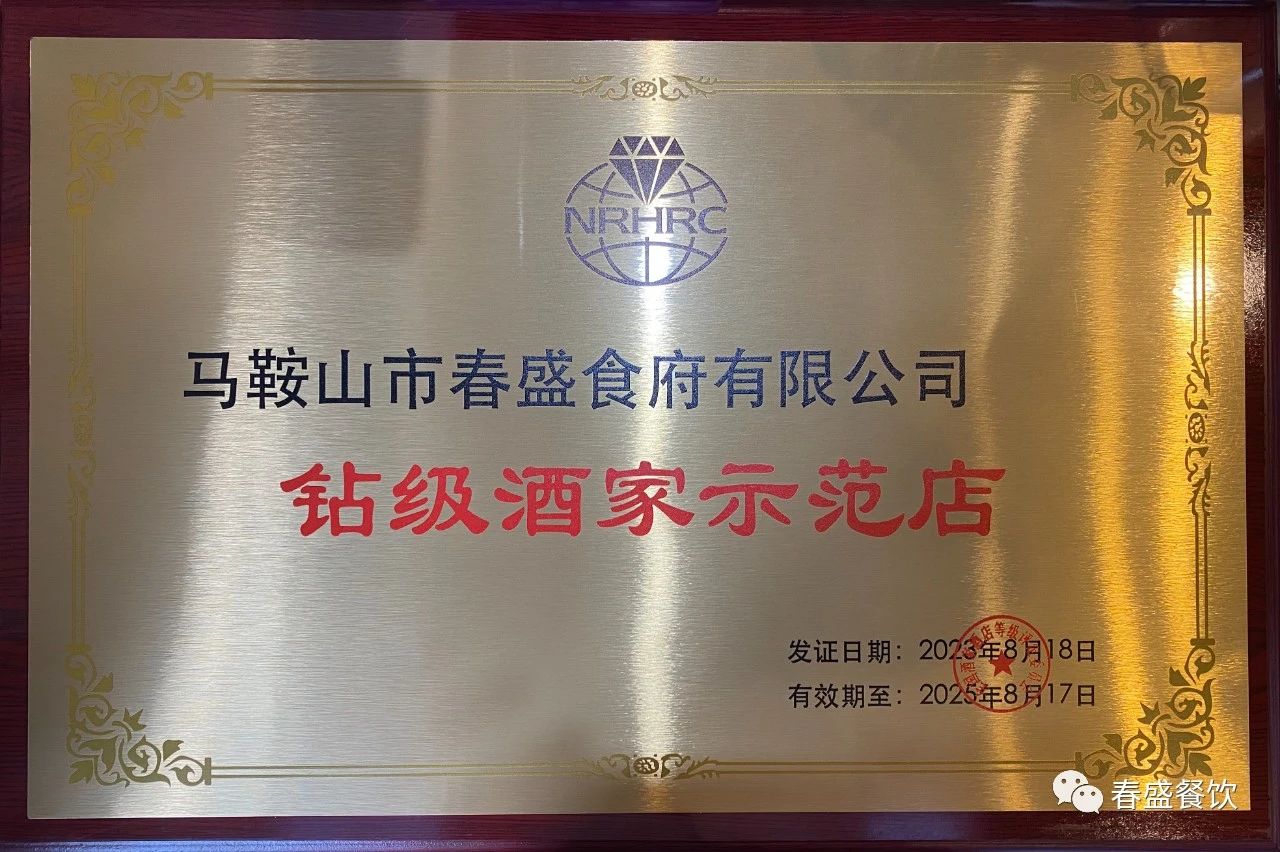 NRHRC
马鞍山市春盛食府有限公司
钻级酒家示范店
发证日期：2023年8月18日
有效期至：2025年8月17日
春盛餐饮